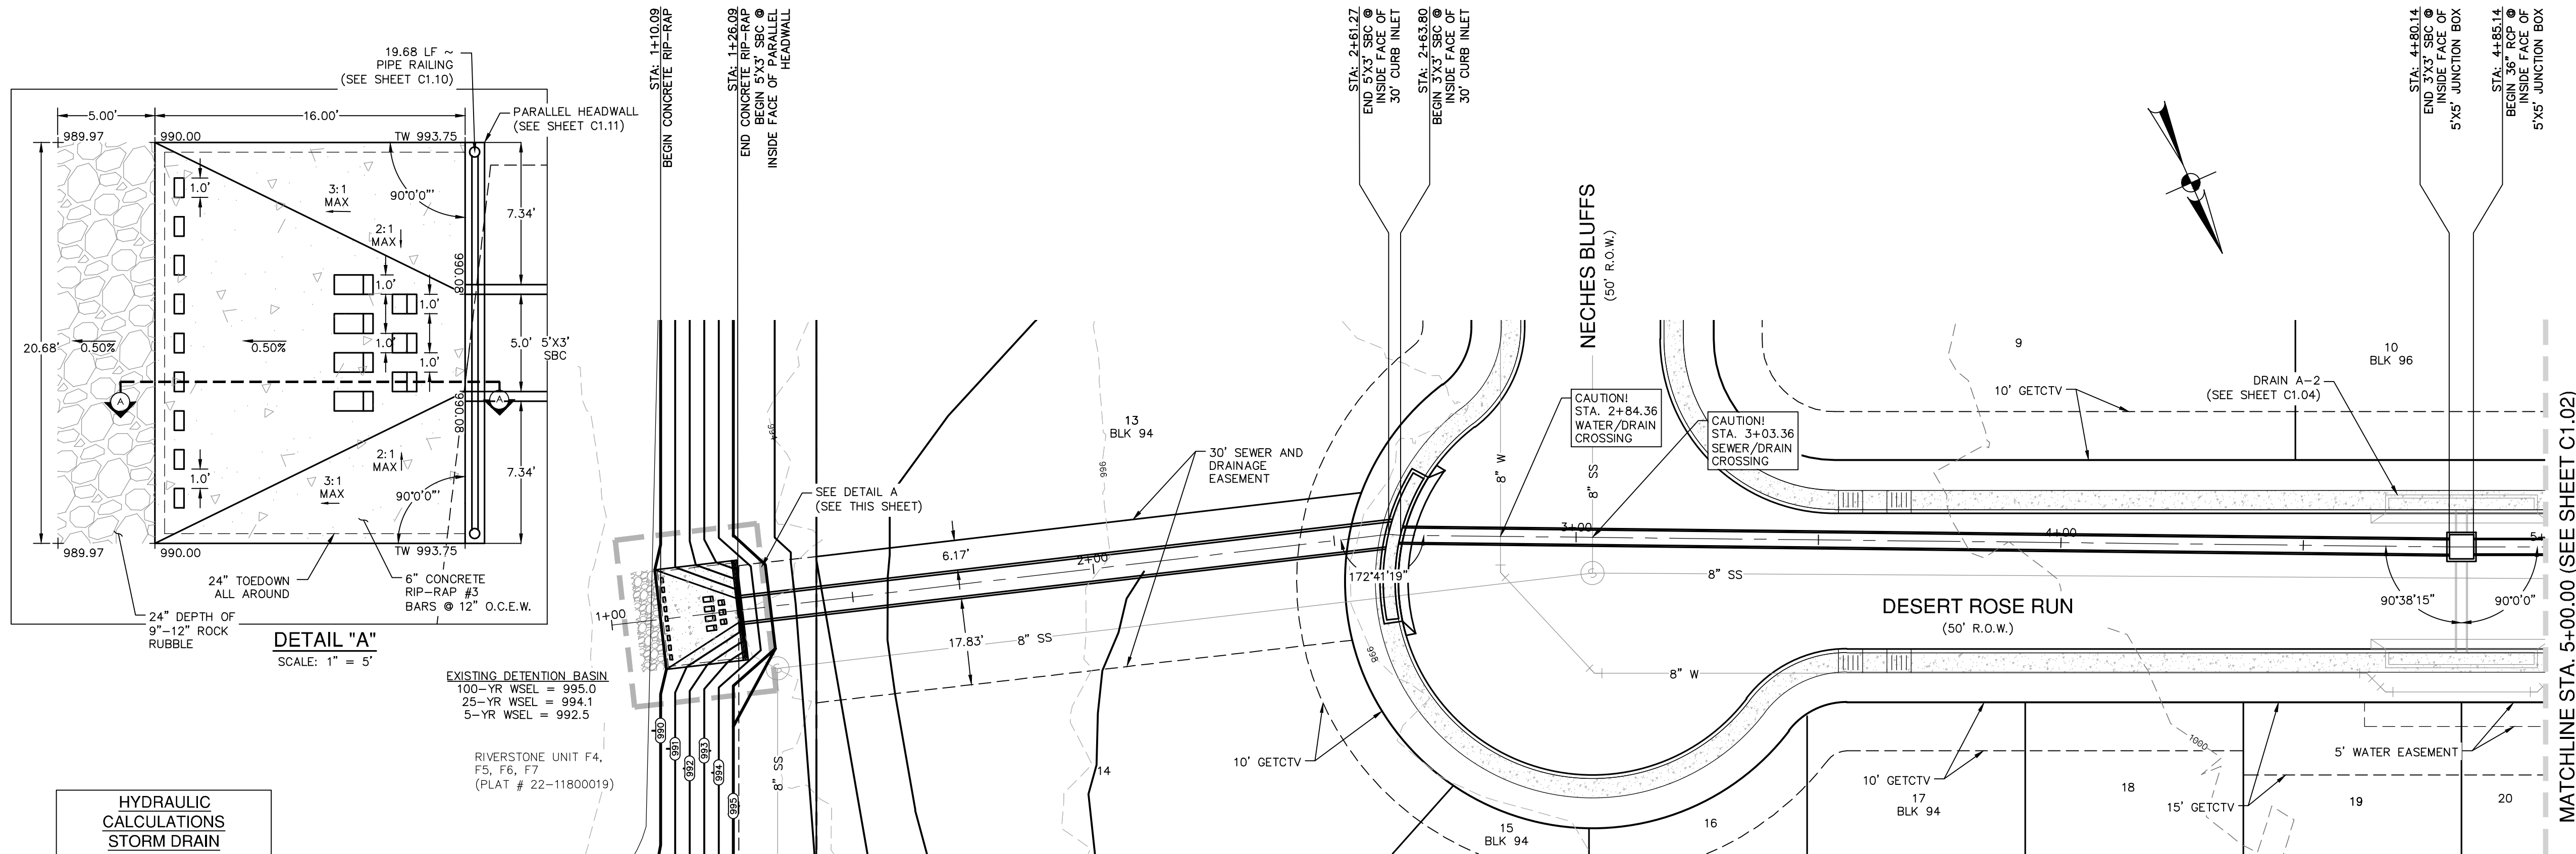 19.68 LF ~
PIPE RAILING
(SEE SHEET C1.10)
PARALLEL HEADWALL
(SEE SHEET C1.11)
5.00'
16.00'
989.97
990.00
TW 993.75
1.0'
3:1
MAX
90°0'0"
7.34'
2:1
MAX
990.08
1.0'
1.0'
20.68'
0.50%
0.50%
1.0'
1.0'
5.0'
5'X3'
SBC
A
A
990.08
2:1
MAX
1.0'
3:1
MAX
90°0'0"
7.34'
989.97
990.00
TW 993.75
24" TOEDOWN
ALL AROUND
6" CONCRETE
RIP-RAP #3
BARS @ 12" O.C.E.W.
24" DEPTH OF
9"-12" ROCK
RUBBLE
DETAIL "A"
SCALE: 1" = 5'
HYDRAULIC
CALCULATIONS
STORM DRAIN
STA: 1+10.09
BEGIN CONCRETE RIP-RAP
STA: 1+26.09
END CONCRETE RIP-RAP
BEGIN 5'X3' SBC @
INSIDE FACE OF PARALLEL
HEADWALL
EXISTING DETENTION BASIN
100-YR WSEL = 995.0
25-YR WSEL = 994.1
5-YR WSEL = 992.5
RIVERSTONE UNIT F4,
F5, F6, F7
(PLAT # 22-11800019)
1+00
990
991
992
993
994
995
994
8" SS
SEE DETAIL A
(SEE THIS SHEET)
13
BLK 94
996
996
30' SEWER AND
DRAINAGE
EASEMENT
6.17'
2+00
17.83'
8" SS
14
STA: 2+61.27
END 5'X3' SBC @
INSIDE FACE OF
30' CURB INLET
STA: 2+63.80
BEGIN 3'X3' SBC @
INSIDE FACE OF
30' CURB INLET
NECHES BLUFFS
(50' R.O.W.)
CAUTION!
STA. 2+84.36
WATER/DRAIN
CROSSING
CAUTION!
STA. 3+03.36
SEWER/DRAIN
CROSSING
8" W
8" SS
3+00
172°41'19"
8" SS
998
8" W
10' GETCTV
15
BLK 94
16
DESERT ROSE RUN
(50' R.O.W.)
9
10
BLK 96
10' GETCTV
DRAIN A-2
(SEE SHEET C1.04)
4+00
5+
90°38'15"
90°0'0"
STA: 4+80.14
END 3'X3' SBC @
INSIDE FACE OF
5'X5' JUNCTION BOX
STA: 4+85.14
BEGIN 36" RCP @
INSIDE FACE OF
5'X5' JUNCTION BOX
10' GETCTV
17
BLK 94
18
1000
15' GETCTV
5' WATER EASEMENT
19
20
MATCHLINE STA. 5+00.00 (SEE SHEET C1.02)